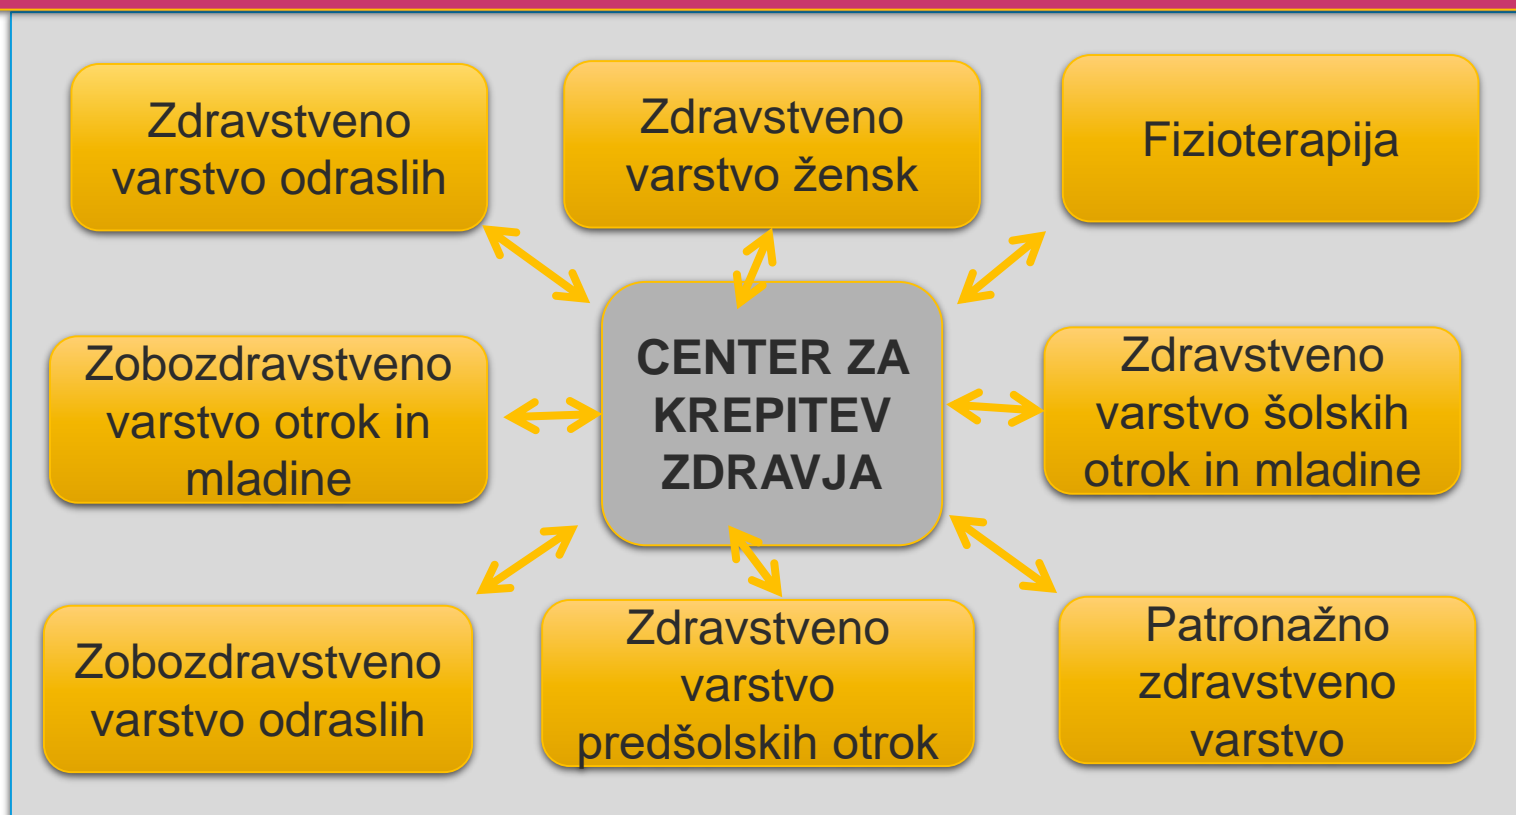 Zdravstveno
varstvo odraslih
Zdravstveno
varstvo žensk
Fizioterapija
Zobozdravstveno
varstvo otrok in
mladine
CENTER ZA
KREPITEV
ZDRAVJA
Zdravstveno
varstvo šolskih
otrok in mladine
Zobozdravstveno
varstvo odraslih
Zdravstveno
varstvo
predšolskih otrok
Patronažno
zdravstveno
varstvo